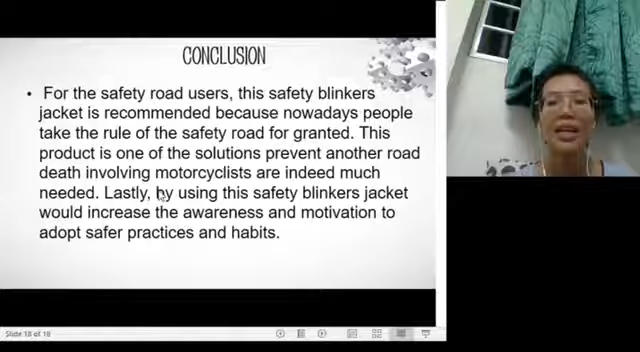 CONCLUSION
• For the safety road users, this safety blinkers
jacket is recommended because nowadays people
take the rule of the safety road for granted. This
product is one of the solutions prevent another road
death involving motorcyclists are indeed much
needed. Lastly, by using this safety blinkers jacket
would increase the awareness and motivation to
adopt safer practices and habits.
Slide 18 of 18